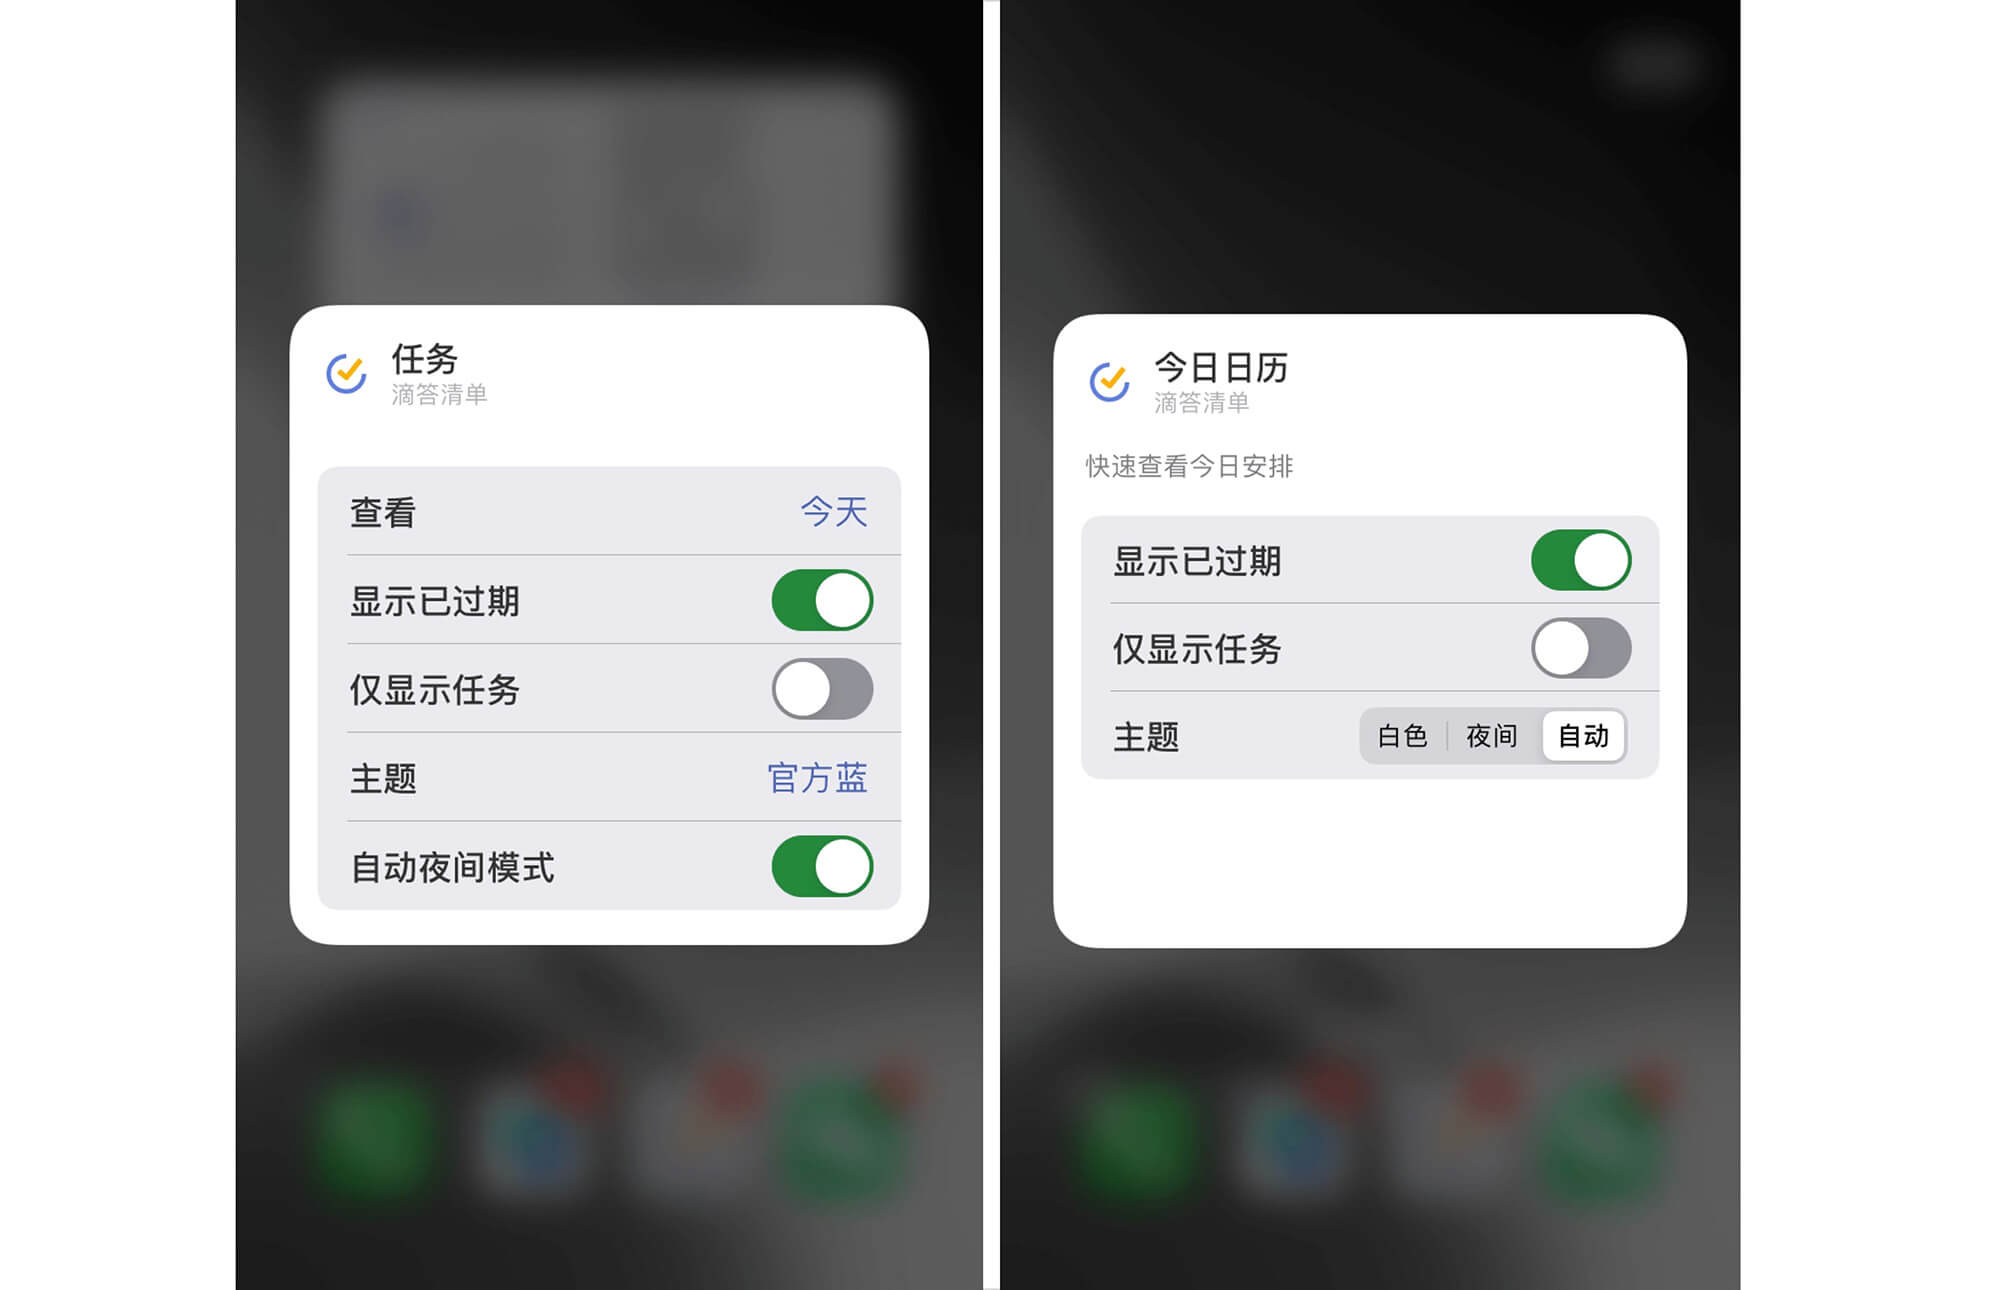 任务
滴答清单
查看 今天
显示已过期
仅显示任务
主题 官方蓝
自动夜间模式
今日日历
滴答清单
快速查看今日安排
显示已过期
仅显示任务
主题 白色 夜间 自动